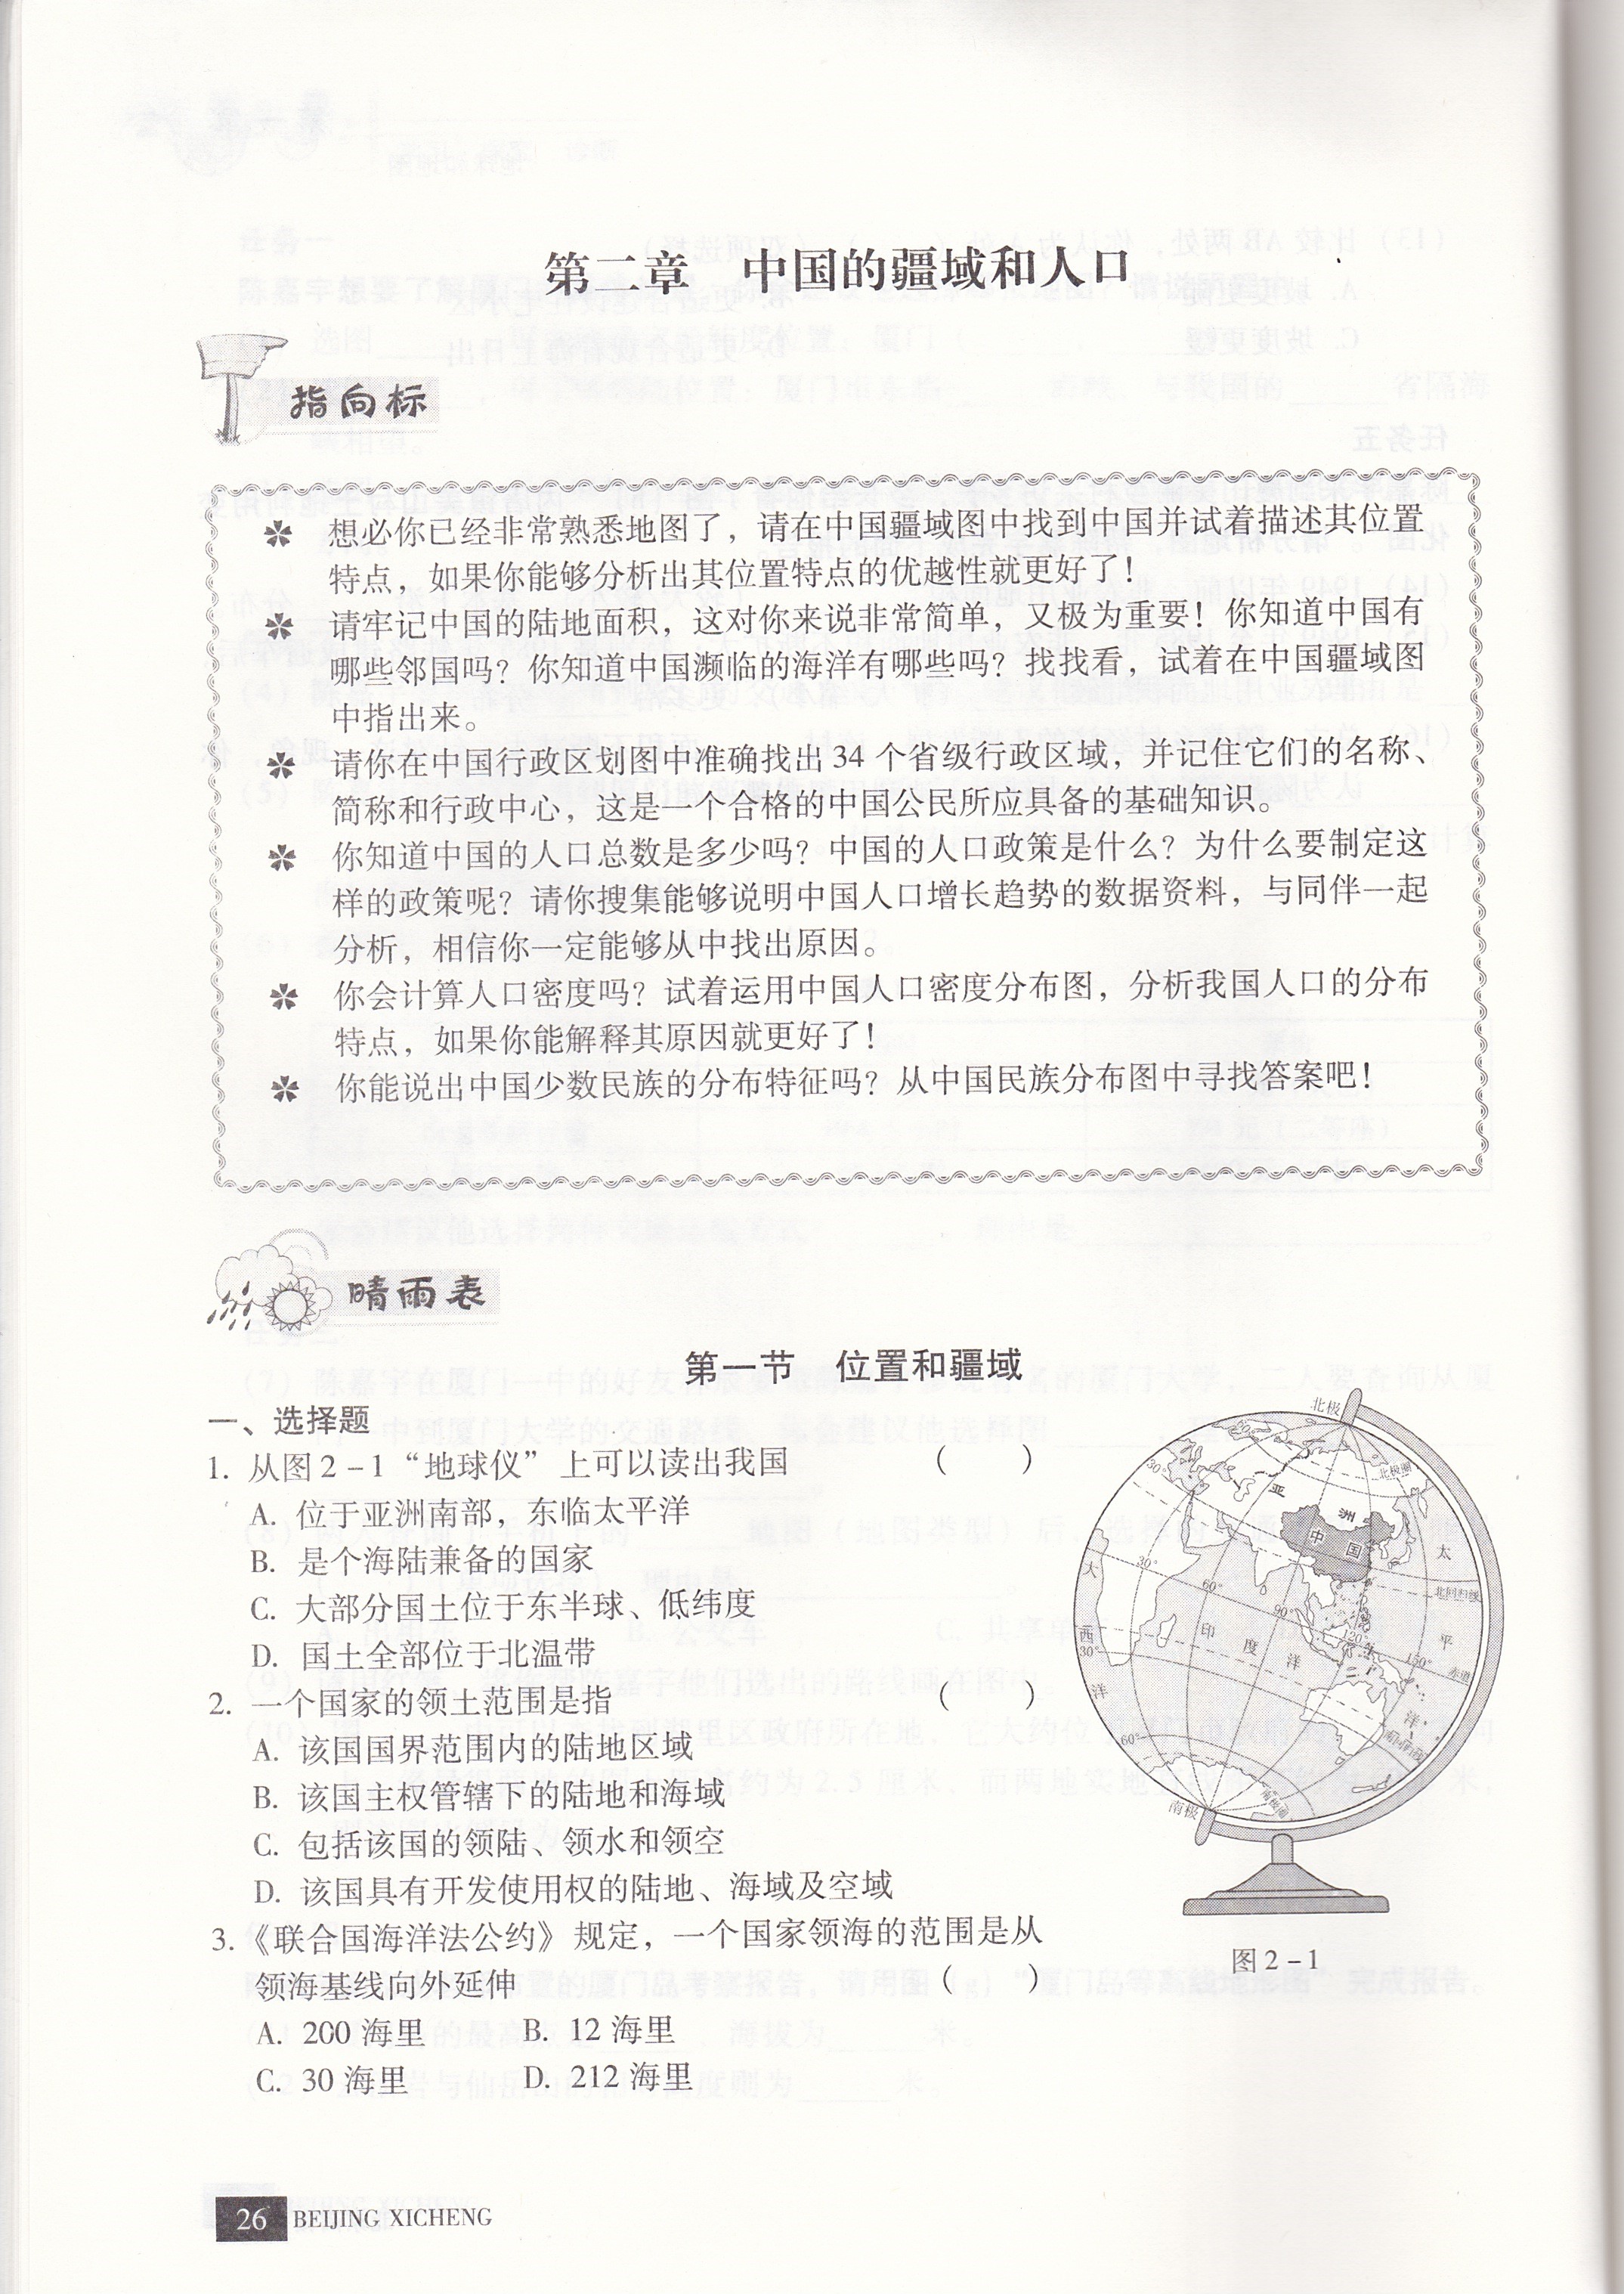 第二章 中国的疆域和人口
指向标
想必你已经非常熟悉地图了，请在中国疆域图中找到中国并试着描述其位置
特点，如果你能够分析出其位置特点的优越性就更好了！
请牢记中国的陆地面积，这对你来说非常简单，又极为重要！你知道中国有
哪些邻国吗？你知道中国濒临的海洋有哪些吗？找找看，试着在中国疆域图
中指出来。
请你在中国行政区划图中准确找出34个省级行政区域，并记住它们的名称、
简称和行政中心，这是一个合格的中国公民所应具备的基础知识。
你知道中国的人口总数是多少吗？中国的人口政策是什么？为什么要制定这
样的政策呢？请你搜集能够说明中国人口增长趋势的数据资料，与同伴一起
分析，相信你一定能够从中找出原因。
你会计算人口密度吗？试着运用中国人口密度分布图，分析我国人口的分布
特点，如果你能解释其原因就更好了！
你能说出中国少数民族的分布特征吗？从中国民族分布图中寻找答案吧！
晴雨表
第一节 位置和疆域
一、选择题
1. 从图2-1“地球仪”上可以读出我国 （ ）
A. 位于亚洲南部，东临太平洋
B. 是个海陆兼备的国家
C. 大部分国土位于东半球、低纬度
D. 国土全部位于北温带
2. 一个国家的领土范围是指 （ ）
A. 该国国界范围内的陆地区域
B. 该国主权管辖下的陆地和海域
C. 包括该国的领陆、领水和领空
D. 该国具有开发使用权的陆地、海域及空域
3.《联合国海洋法公约》规定，一个国家领海的范围是从
领海基线向外延伸 （ ）
A. 200 海里 B. 12 海里
C. 30 海里 D. 212 海里
北极
60°
30°
北极圈
亚
洲
中
国
太
大
30°
60°
90°
北回归线
印
度
洋
120°
150°
平
赤道
西
30°
洋
洋
60°
南极
南极圈
图2-1
26 BEIJING XICHENG